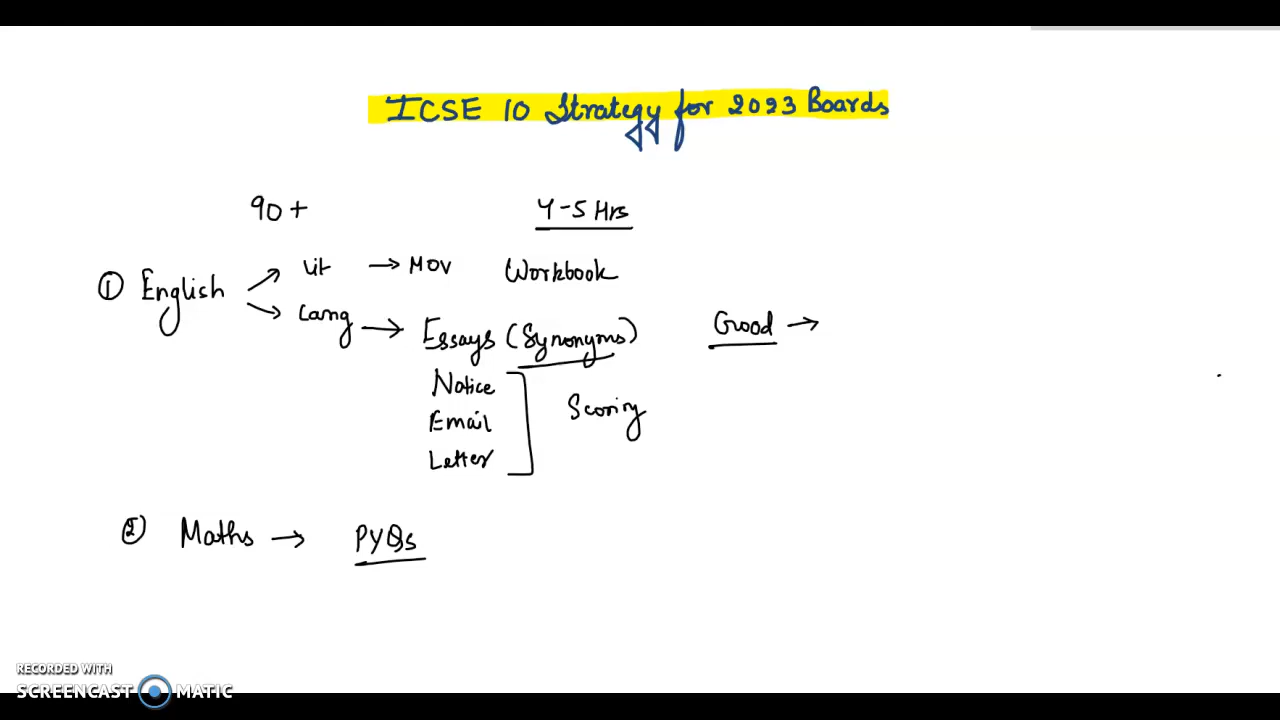 ICSE 10 Strategy for 2023 Boards
90+ 4-5 Hrs
① English Lit → MOV Workbook
Lang → Essays (Synonyms) Good →
Notice
Email Scoring
Letter
② Maths → PYQs
RECORDED WITH
SCREENCAST MATIC